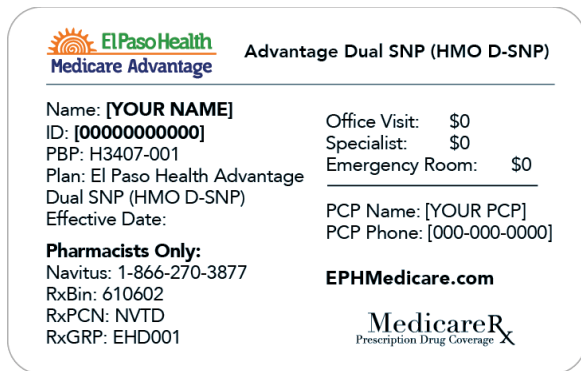 El Paso Health
Medicare Advantage
Advantage Dual SNP (HMO D-SNP)
Name: [YOUR NAME]
ID: [00000000000]
PBP: H3407-001
Plan: El Paso Health Advantage
Dual SNP (HMO D-SNP)
Effective Date:
Pharmacists Only:
Navitus: 1-866-270-3877
RxBin: 610602
RxPCN: NVTD
RxGRP: EHD001
Office Visit: $0
Specialist: $0
Emergency Room: $0
PCP Name: [YOUR PCP]
PCP Phone: [000-000-0000]
EPHMedicare.com
MedicareRx
Prescription Drug Coverage